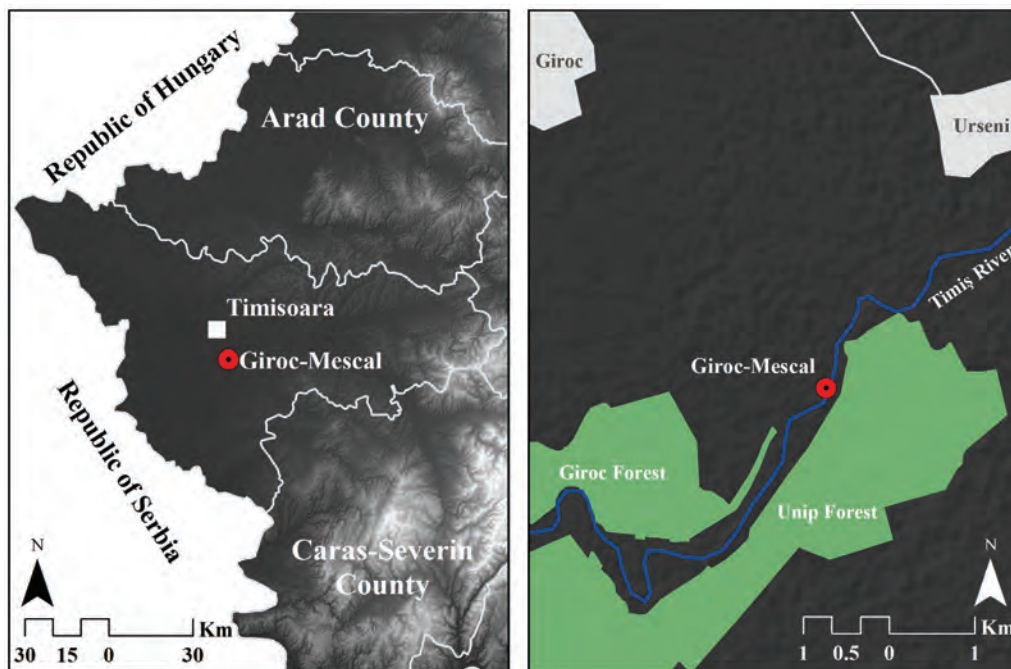 Republic of Hungary
Arad County
Timisoara
Giroc-Mescal
Republic of Serbia
Caras-Severin
County
N
Km
30 15 0 30
Giroc
Urseni
Timiş River
Giroc-Mescal
Giroc Forest
Unip Forest
N
Km
1 0.5 0 1